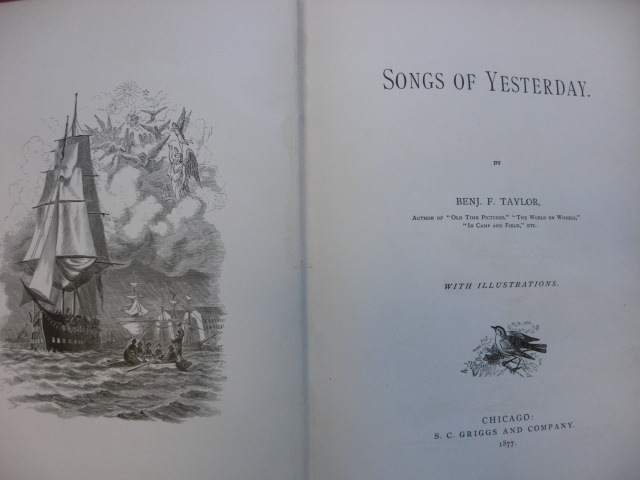 SONGS OF YESTERDAY.
BY
BENJ. F. TAYLOR,
AUTHOR OF "OLD TIME PICTURES," "THE WORLD ON WHEELS,"
"IN CAMP AND FIELD," ETC.
WITH ILLUSTRATIONS.
CHICAGO:
S. C. GRIGGS AND COMPANY.
1877.